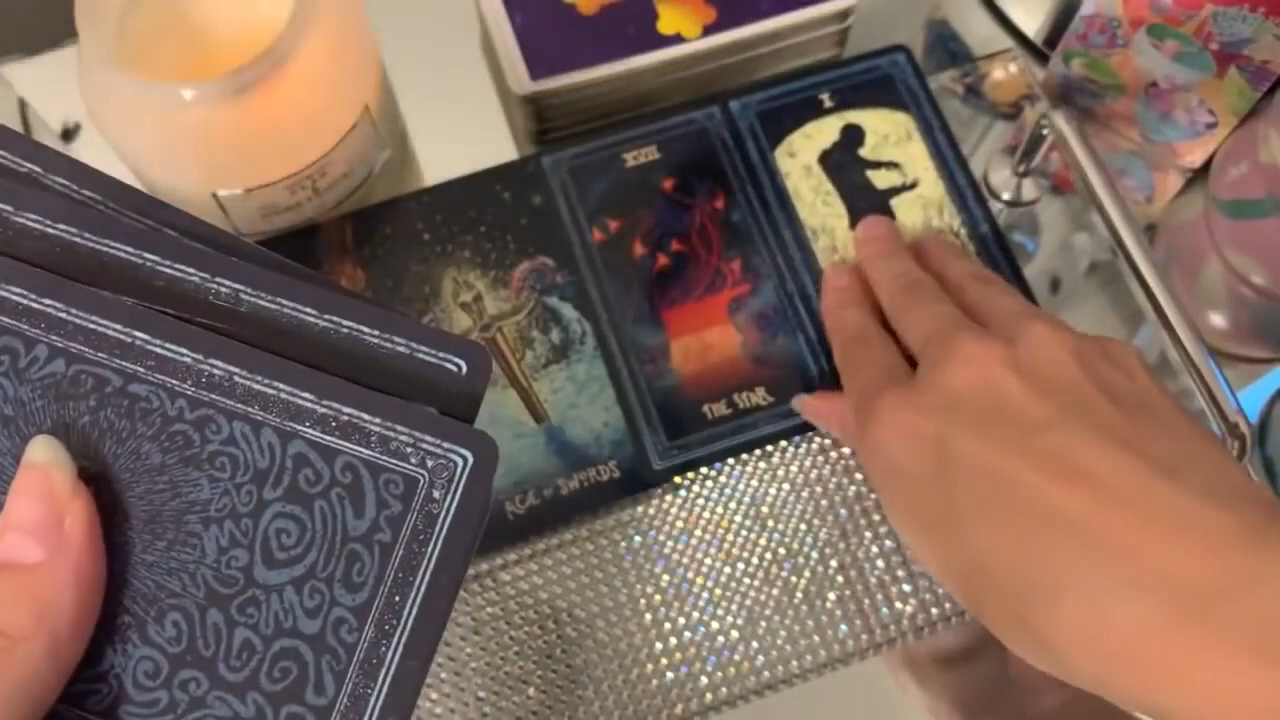 XVII
THE STAR
I
ACE OF SWORDS